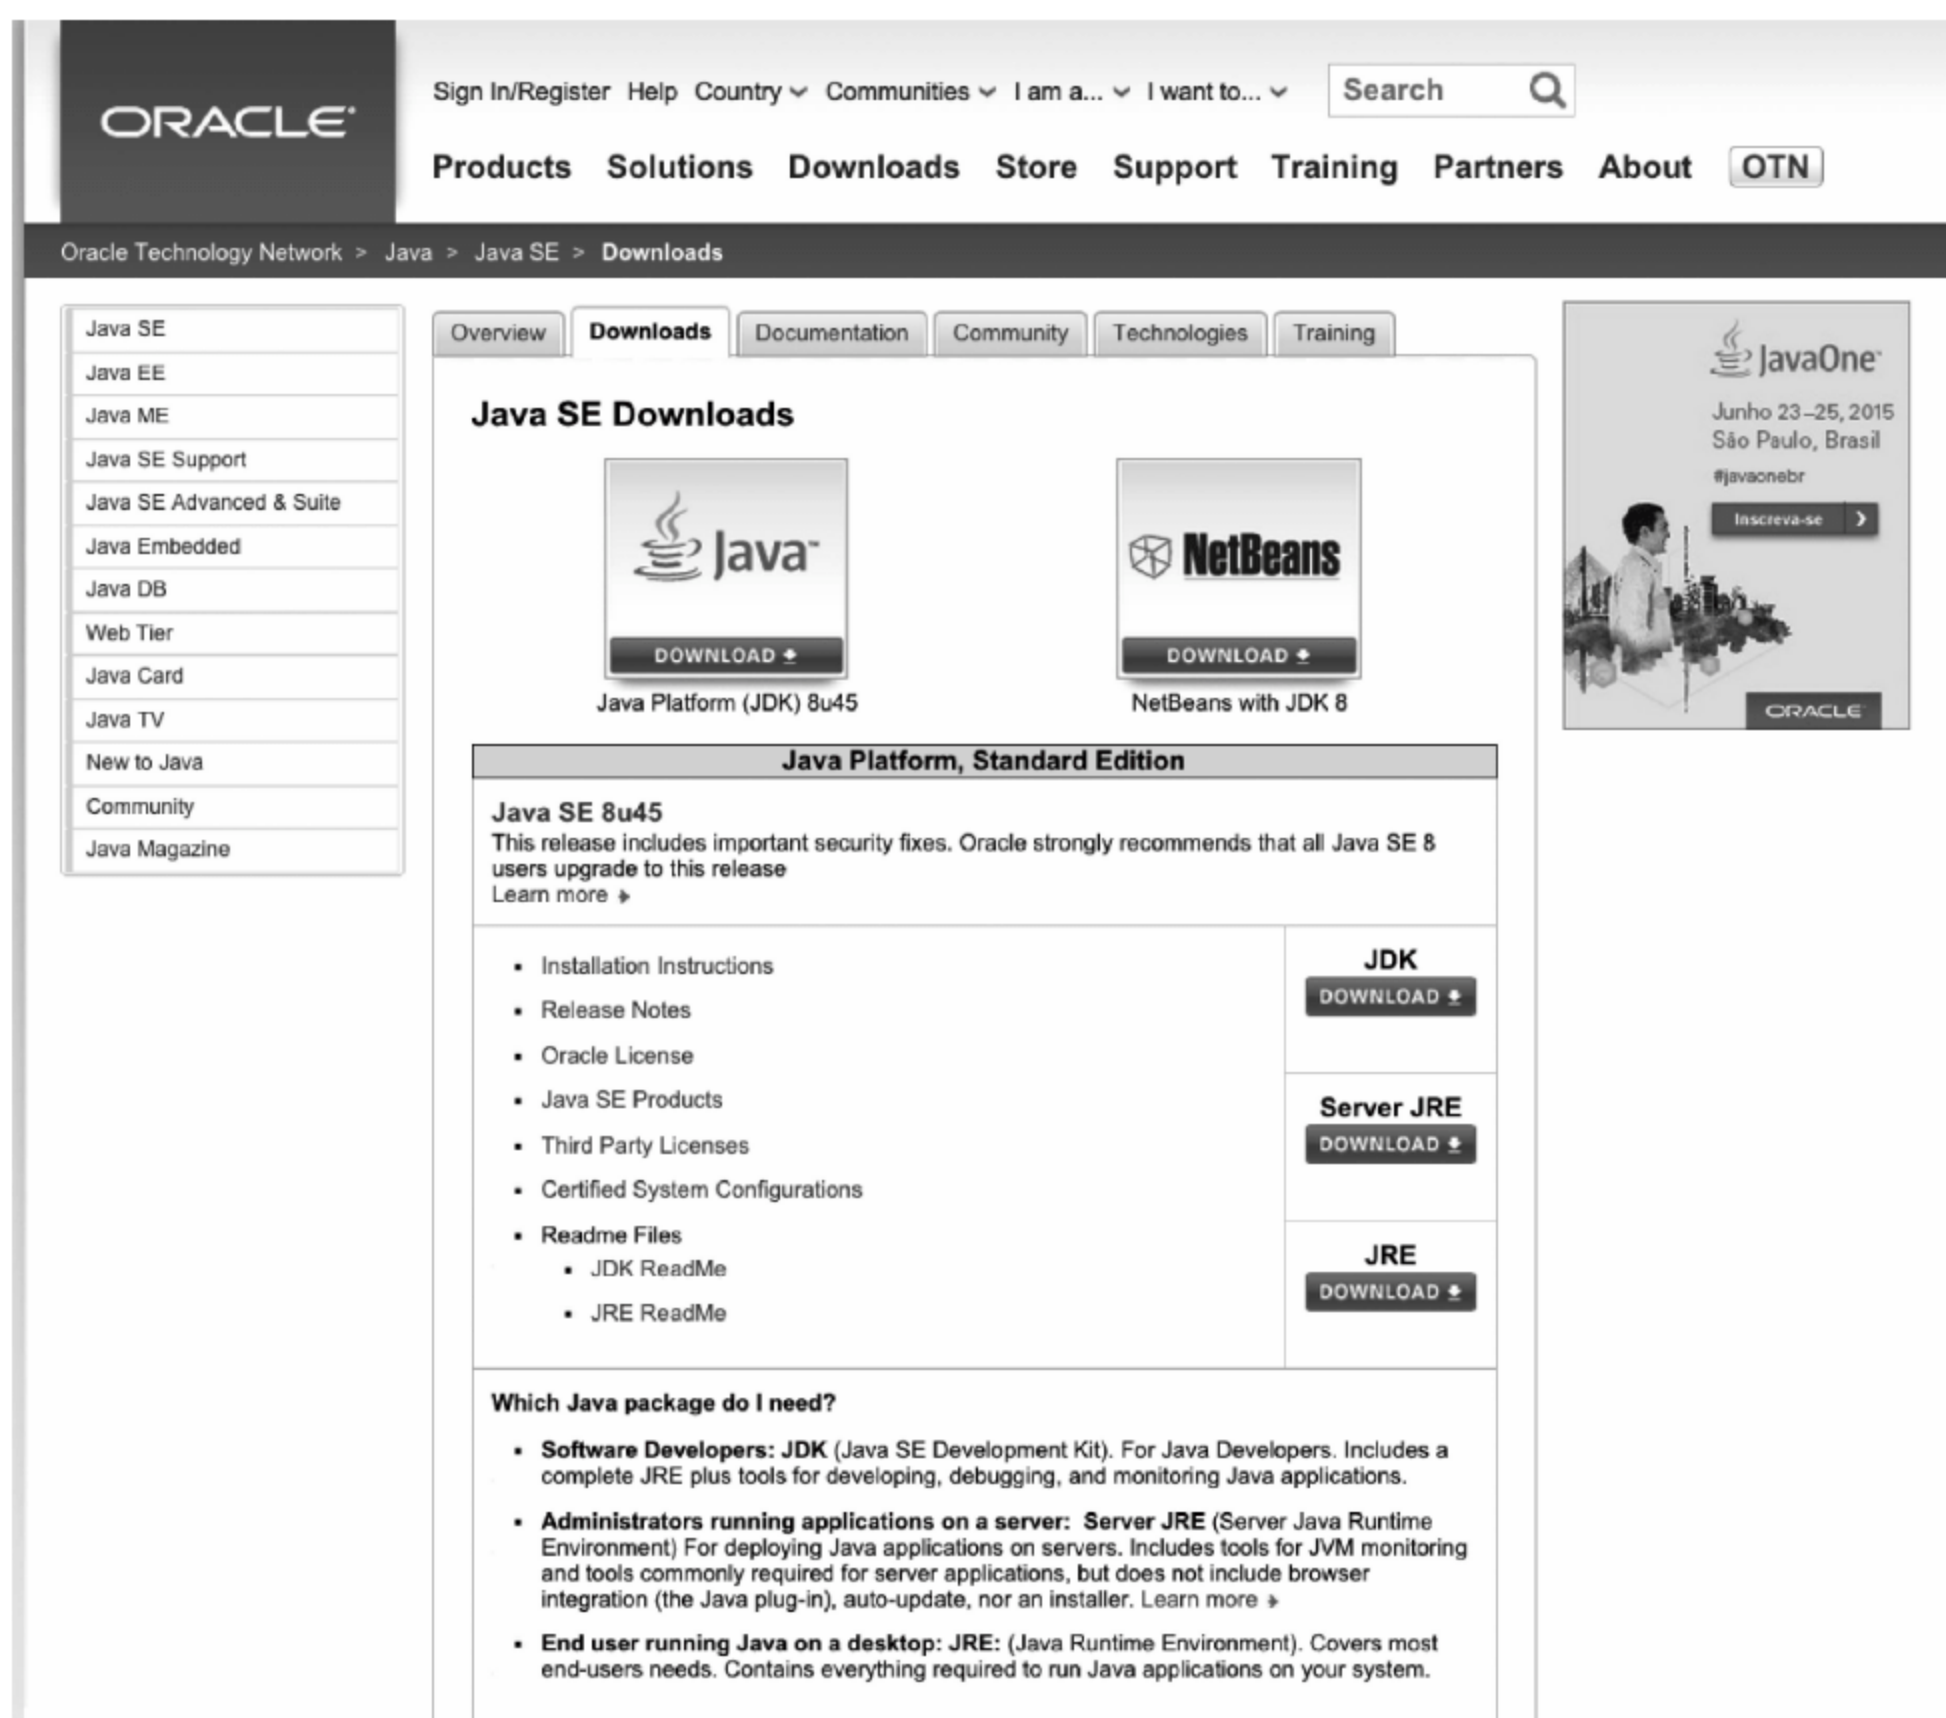 ORACLE
Sign In/Register Help Country Communities I am a... I want to... Search
Products Solutions Downloads Store Support Training Partners About OTN
Oracle Technology Network > Java > Java SE > Downloads
Java SE
Java EE
Java ME
Java SE Support
Java SE Advanced & Suite
Java Embedded
Java DB
Web Tier
Java Card
Java TV
New to Java
Community
Java Magazine
Overview Downloads Documentation Community Technologies Training
Java SE Downloads
Java™
DOWNLOAD
Java Platform (JDK) 8u45
NetBeans
DOWNLOAD
NetBeans with JDK 8
Java Platform, Standard Edition
Java SE 8u45
This release includes important security fixes. Oracle strongly recommends that all Java SE 8
users upgrade to this release
Learn more
▪ Installation Instructions
▪ Release Notes
▪ Oracle License
▪ Java SE Products
▪ Third Party Licenses
▪ Certified System Configurations
▪ Readme Files
▪ JDK ReadMe
▪ JRE ReadMe
JDK
DOWNLOAD
Server JRE
DOWNLOAD
JRE
DOWNLOAD
Which Java package do I need?
▪ Software Developers: JDK (Java SE Development Kit). For Java Developers. Includes a
complete JRE plus tools for developing, debugging, and monitoring Java applications.
▪ Administrators running applications on a server: Server JRE (Server Java Runtime
Environment) For deploying Java applications on servers. Includes tools for JVM monitoring
and tools commonly required for server applications, but does not include browser
integration (the Java plug-in), auto-update, nor an installer. Learn more
▪ End user running Java on a desktop: JRE: (Java Runtime Environment). Covers most
end-users needs. Contains everything required to run Java applications on your system.
JavaOne
Junho 23–25, 2015
São Paulo, Brasil
#javaonebr
Inscreva-se
ORACLE